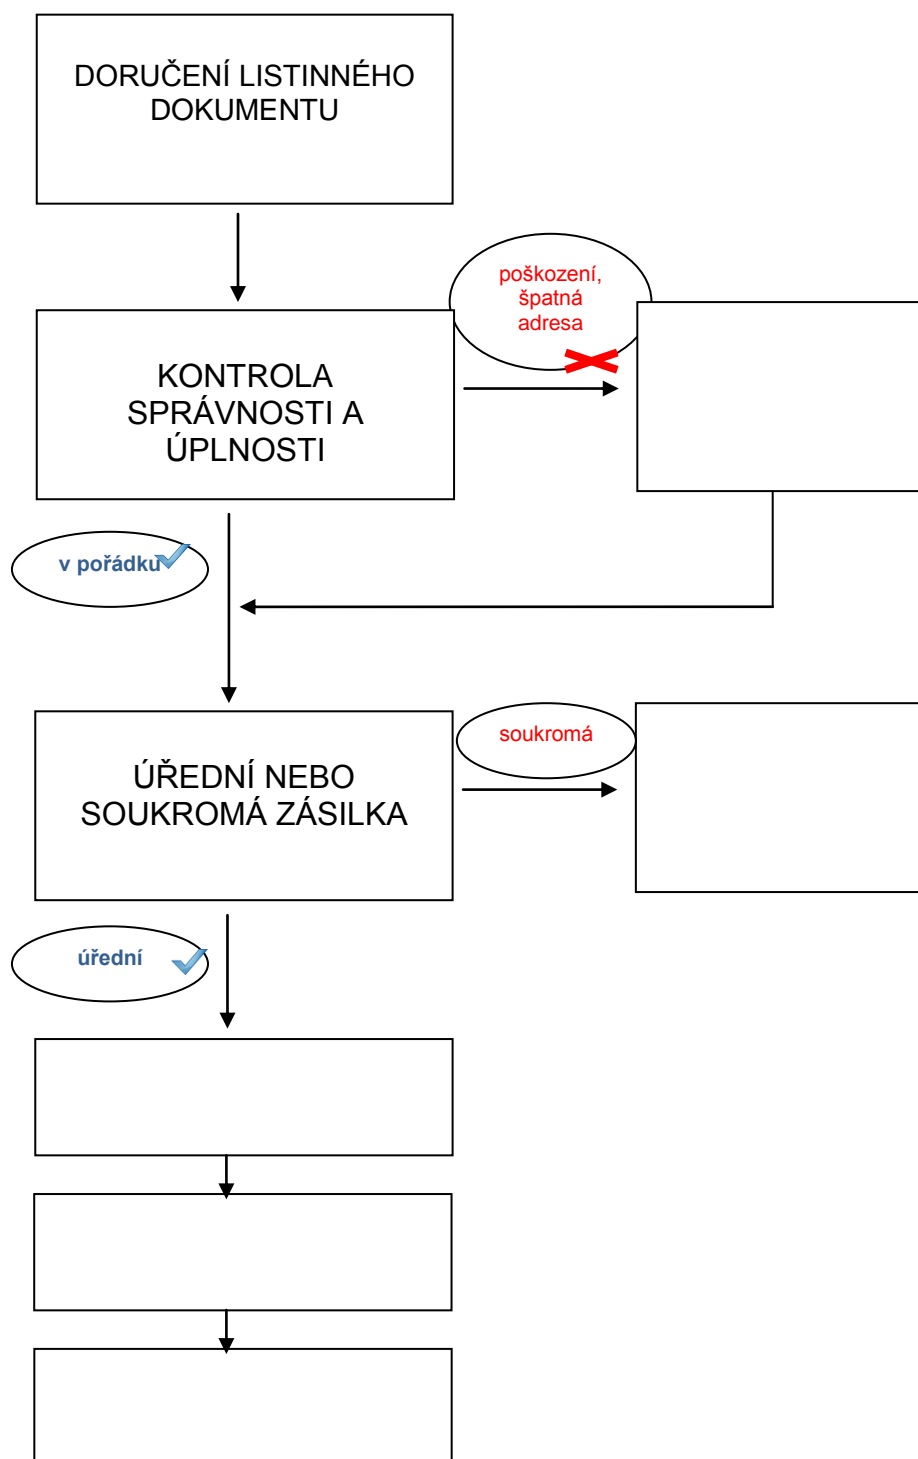 DORUČENÍ LISTINNÉHO
DOKUMENTU
poškození,
špatná
adresa
KONTROLA
SPRÁVNOSTI A
ÚPLNOSTI
v pořádku
ÚŘEDNÍ NEBO
SOUKROMÁ ZÁSILKA
soukromá
úřední